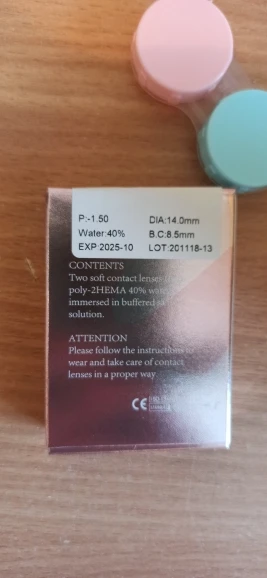 P:-1.50 DIA:14.0mm
Water:40% B.C:8.5mm
EXP 2025-10 LOT:201118-13
CONTENTS
Two soft contact lenses
poly-2HEMA 40%
immersed in buffered
solution.
ATTENTION
Please follow the instructions to
wear and take care of contact
lenses in a proper way
CE